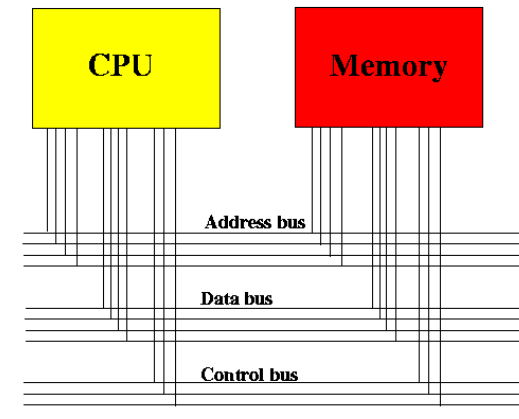 CPU
Memory
Address bus
Data bus
Control bus